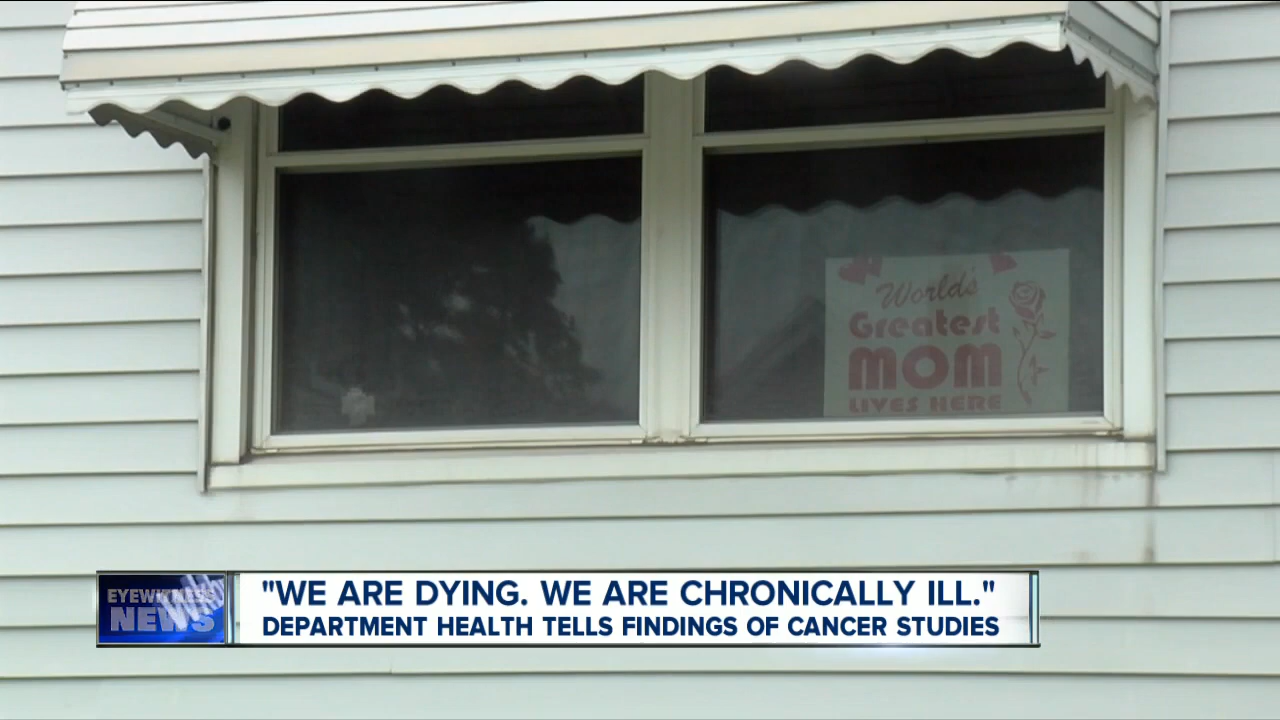 World's
Greatest
MOM
LIVES HERE
EYEWITNESS
NEWS
"WE ARE DYING. WE ARE CHRONICALLY ILL."
DEPARTMENT HEALTH TELLS FINDINGS OF CANCER STUDIES